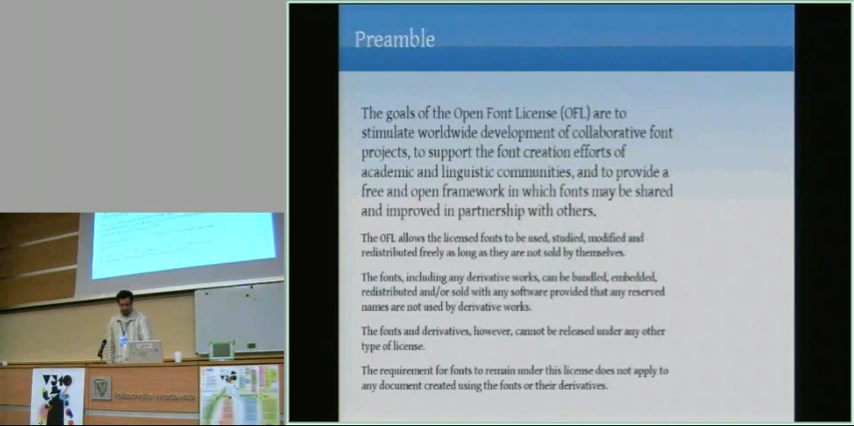 Preamble
The goals of the Open Font License (OFL) are to
stimulate worldwide development of collaborative font
projects, to support the font creation efforts of
academic and linguistic communities, and to provide a
free and open framework in which fonts may be shared
and improved in partnership with others.
The OFL allows the licensed fonts to be used, studied, modified and
redistributed freely as long as they are not sold by themselves.
The fonts, including any derivative works, can be bundled, embedded,
redistributed and/or sold with any software provided that any reserved
names are not used by derivative works.
The fonts and derivatives, however, cannot be released under any other
type of license.
The requirement for fonts to remain under this license does not apply to
any document created using the fonts or their derivatives.